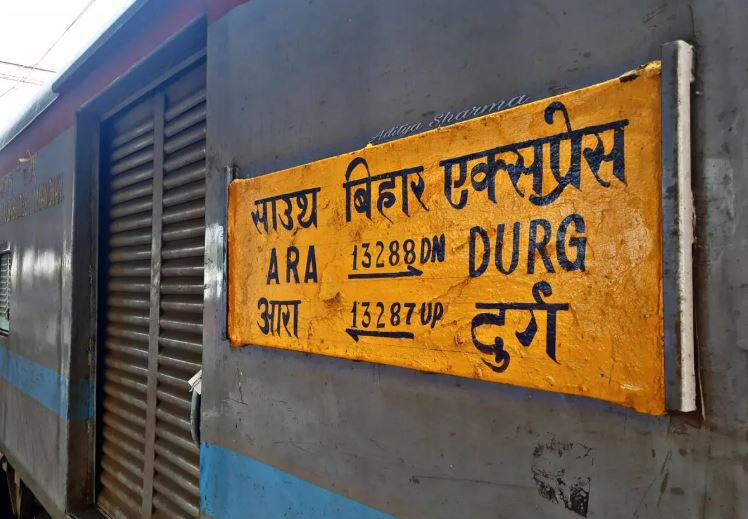 Aditya Sharma
साउथ बिहार एक्सप्रेस
ARA 13288 DN DURG
आरा 13287 UP दुर्ग